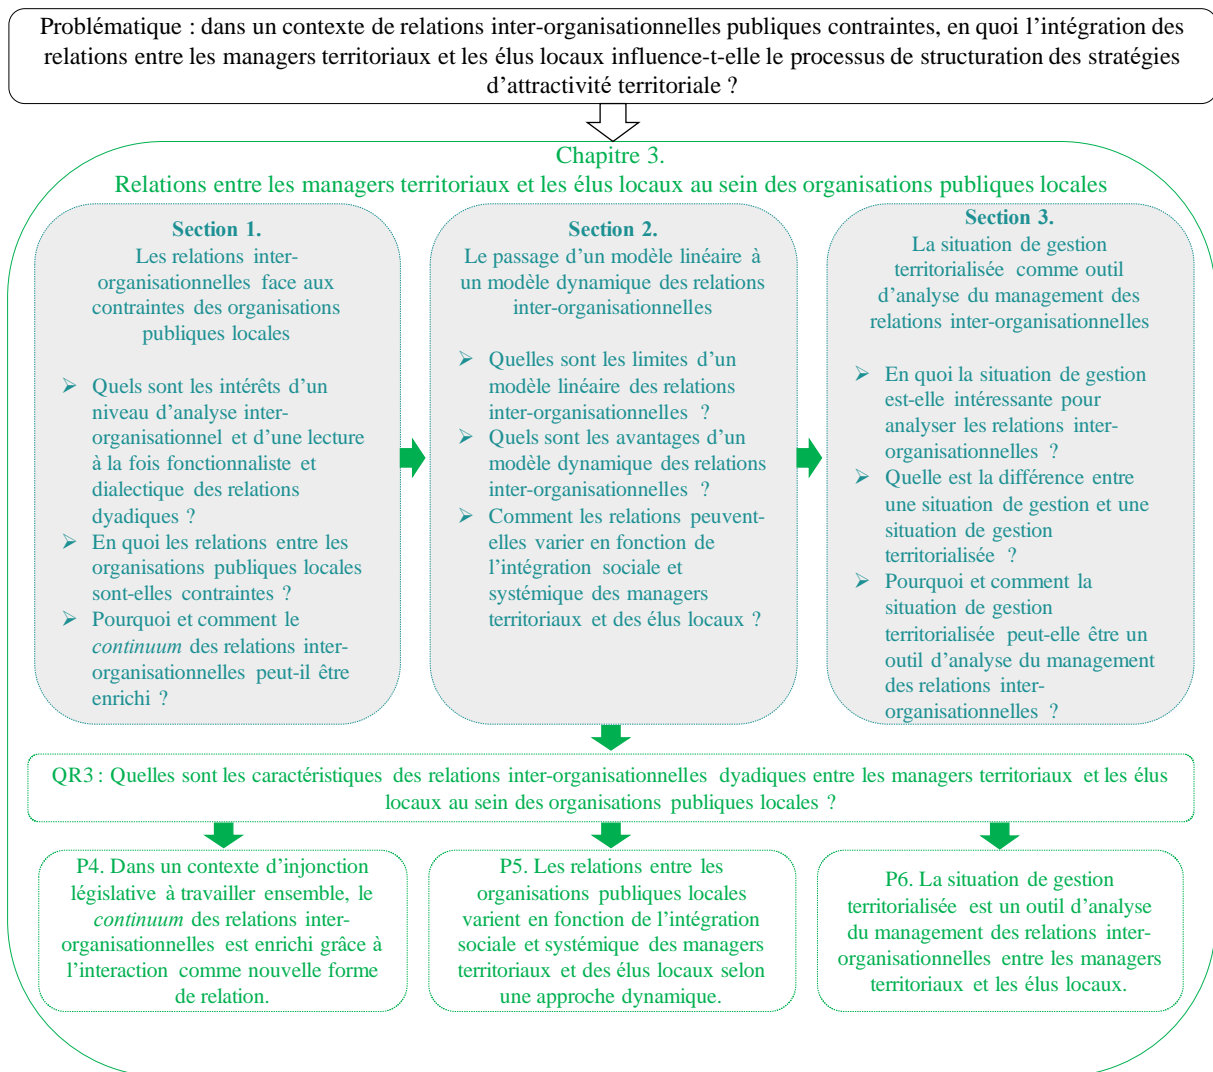 Problématique : dans un contexte de relations inter-organisationnelles publiques contraintes, en quoi l’intégration des
relations entre les managers territoriaux et les élus locaux influence-t-elle le processus de structuration des stratégies
d’attractivité territoriale ?
Chapitre 3.
Relations entre les managers territoriaux et les élus locaux au sein des organisations publiques locales
Section 1.
Les relations inter-
organisationnelles face aux
contraintes des organisations
publiques locales
➢ Quels sont les intérêts d’un
niveau d’analyse inter-
organisationnel et d’une lecture
à la fois fonctionnaliste et
dialectique des relations
dyadiques ?
➢ En quoi les relations entre les
organisations publiques locales
sont-elles contraintes ?
➢ Pourquoi et comment le
continuum des relations inter-
organisationnelles peut-il être
enrichi ?
Section 2.
Le passage d’un modèle linéaire à
un modèle dynamique des relations
inter-organisationnelles
➢ Quelles sont les limites d’un
modèle linéaire des relations
inter-organisationnelles ?
➢ Quels sont les avantages d’un
modèle dynamique des relations
inter-organisationnelles ?
➢ Comment les relations peuvent-
elles varier en fonction de
l’intégration sociale et
systémique des managers
territoriaux et des élus locaux ?
Section 3.
La situation de gestion
territorialisée comme outil
d’analyse du management des
relations inter-organisationnelles
➢ En quoi la situation de gestion
est-elle intéressante pour
analyser les relations inter-
organisationnelles ?
➢ Quelle est la différence entre
une situation de gestion et une
situation de gestion
territorialisée ?
➢ Pourquoi et comment la
situation de gestion
territorialisée peut-elle être un
outil d’analyse du management
des relations inter-
organisationnelles ?
QR3 : Quelles sont les caractéristiques des relations inter-organisationnelles dyadiques entre les managers territoriaux et les élus
locaux au sein des organisations publiques locales ?
P4. Dans un contexte d’injonction
législative à travailler ensemble, le
continuum des relations inter-
organisationnelles est enrichi grâce à
l’interaction comme nouvelle forme
de relation.
P5. Les relations entre les
organisations publiques locales
varient en fonction de l’intégration
sociale et systémique des managers
territoriaux et des élus locaux selon
une approche dynamique.
P6. La situation de gestion
territorialisée est un outil d’analyse
du management des relations inter-
organisationnelles entre les managers
territoriaux et les élus locaux.